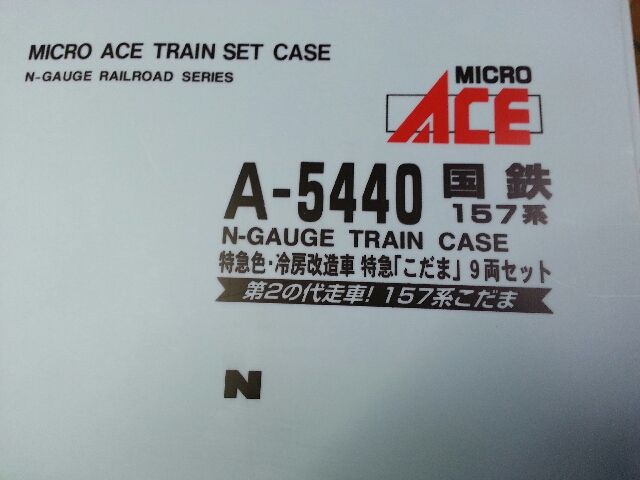 MICRO ACE TRAIN SET CASE
N-GAUGE RAILROAD SERIES
MICRO
ACE
A-5440 国鉄
157系
N-GAUGE TRAIN CASE
特急色・冷房改造車 特急「こだま」9両セット
第2の代走車! 157系こだま
N